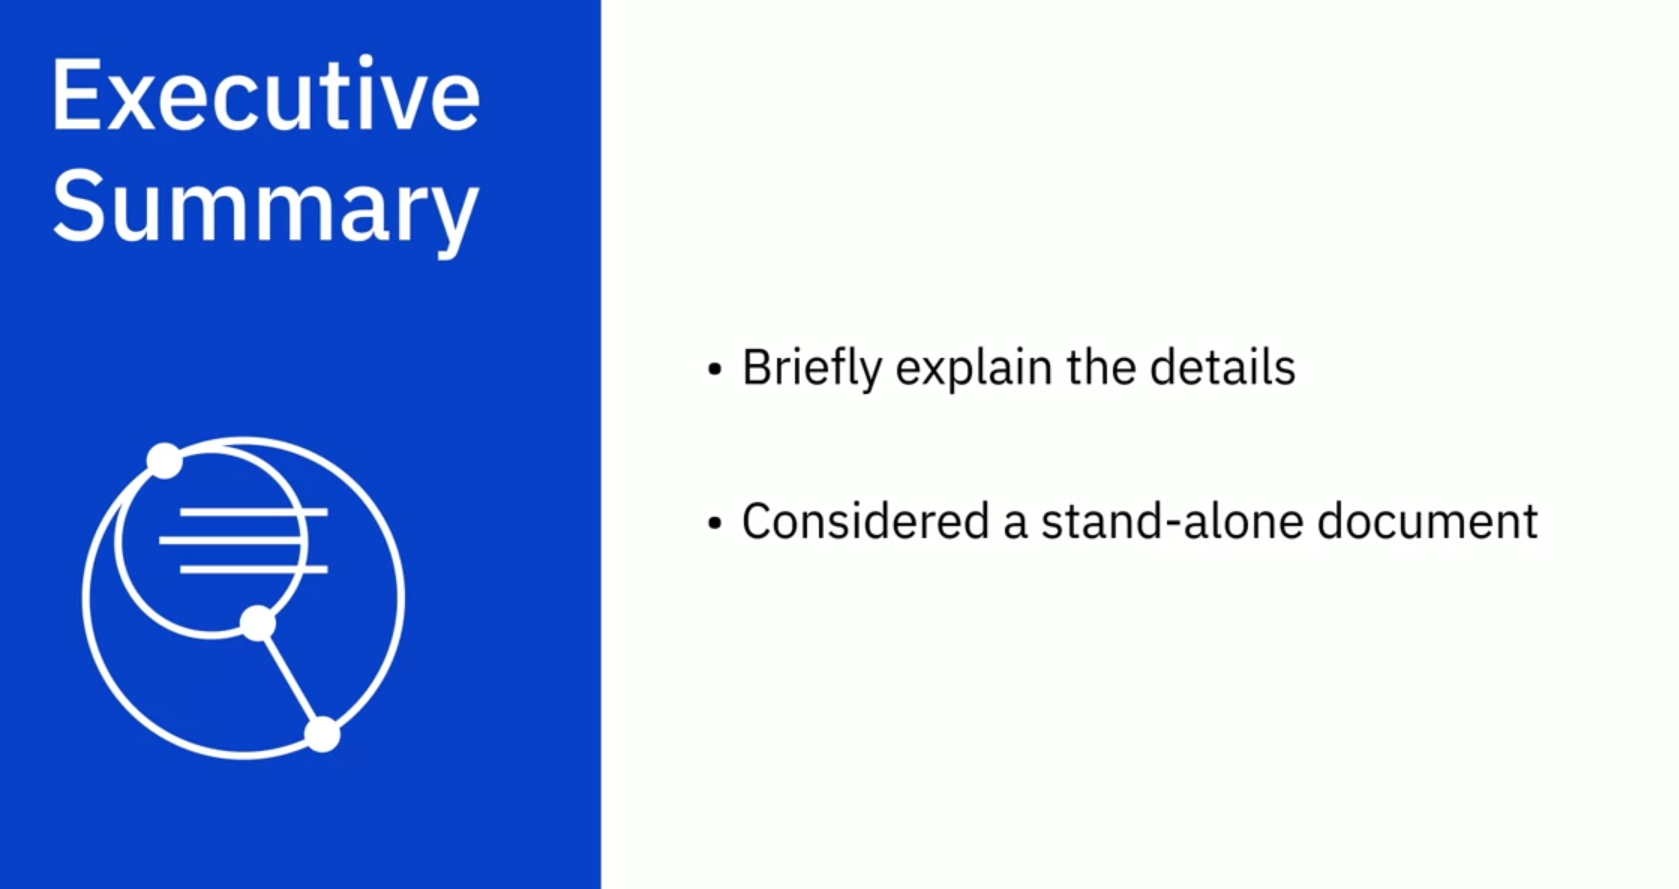 Executive
Summary
• Briefly explain the details
• Considered a stand-alone document